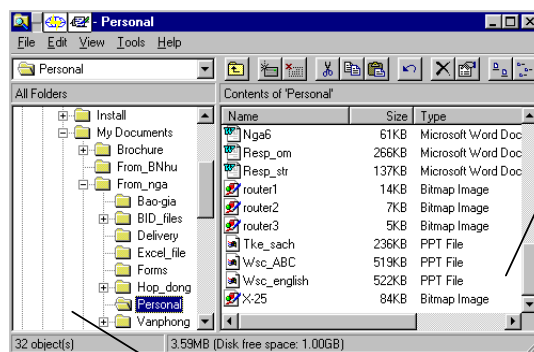 - Personal
File Edit View Tools Help
Personal
All Folders Contents of 'Personal'
Install
My Documents
Brochure
From_BNhu
From_nga
Bao-gia
BID_files
Delivery
Excel_file
Forms
Hop_dong
Personal
Vanphong
Name Size Type
Nga6 61KB Microsoft Word Doc
Resp_om 266KB Microsoft Word Doc
Resp_str 137KB Microsoft Word Doc
router1 14KB Bitmap Image
router2 7KB Bitmap Image
router3 5KB Bitmap Image
Tke_sach 236KB PPT File
Wsc_ABC 519KB PPT File
Wsc_english 522KB PPT File
X-25 84KB Bitmap Image
32 object(s) 3.59MB (Disk free space: 1.00GB)